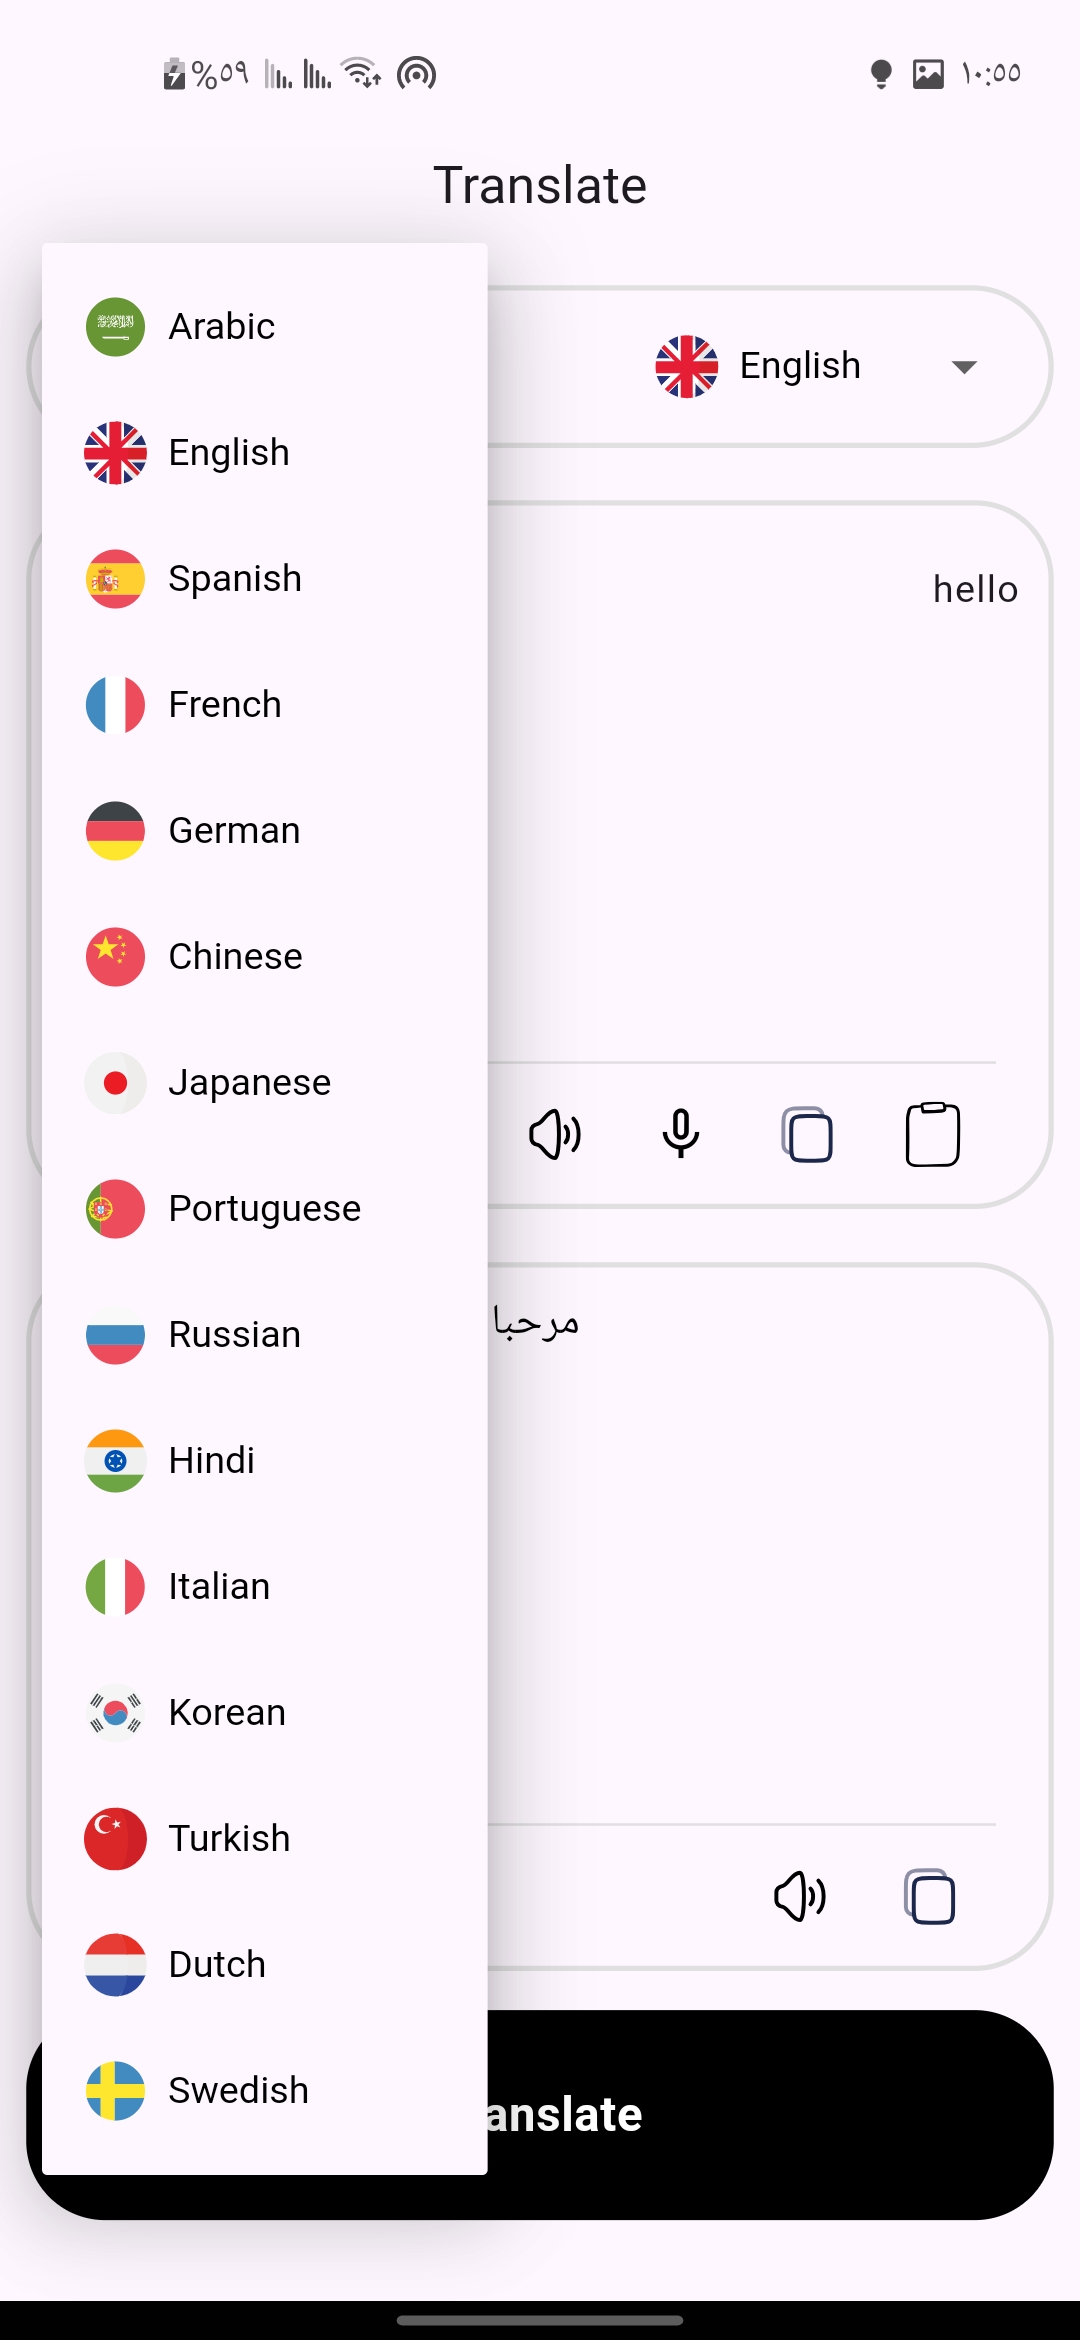 %٥٩
١٠:٥٥
Translate
Arabic
English
English
Spanish
hello
French
German
Chinese
Japanese
Portuguese
مرحبا
Russian
Hindi
Italian
Korean
Turkish
Dutch
Swedish
anslate